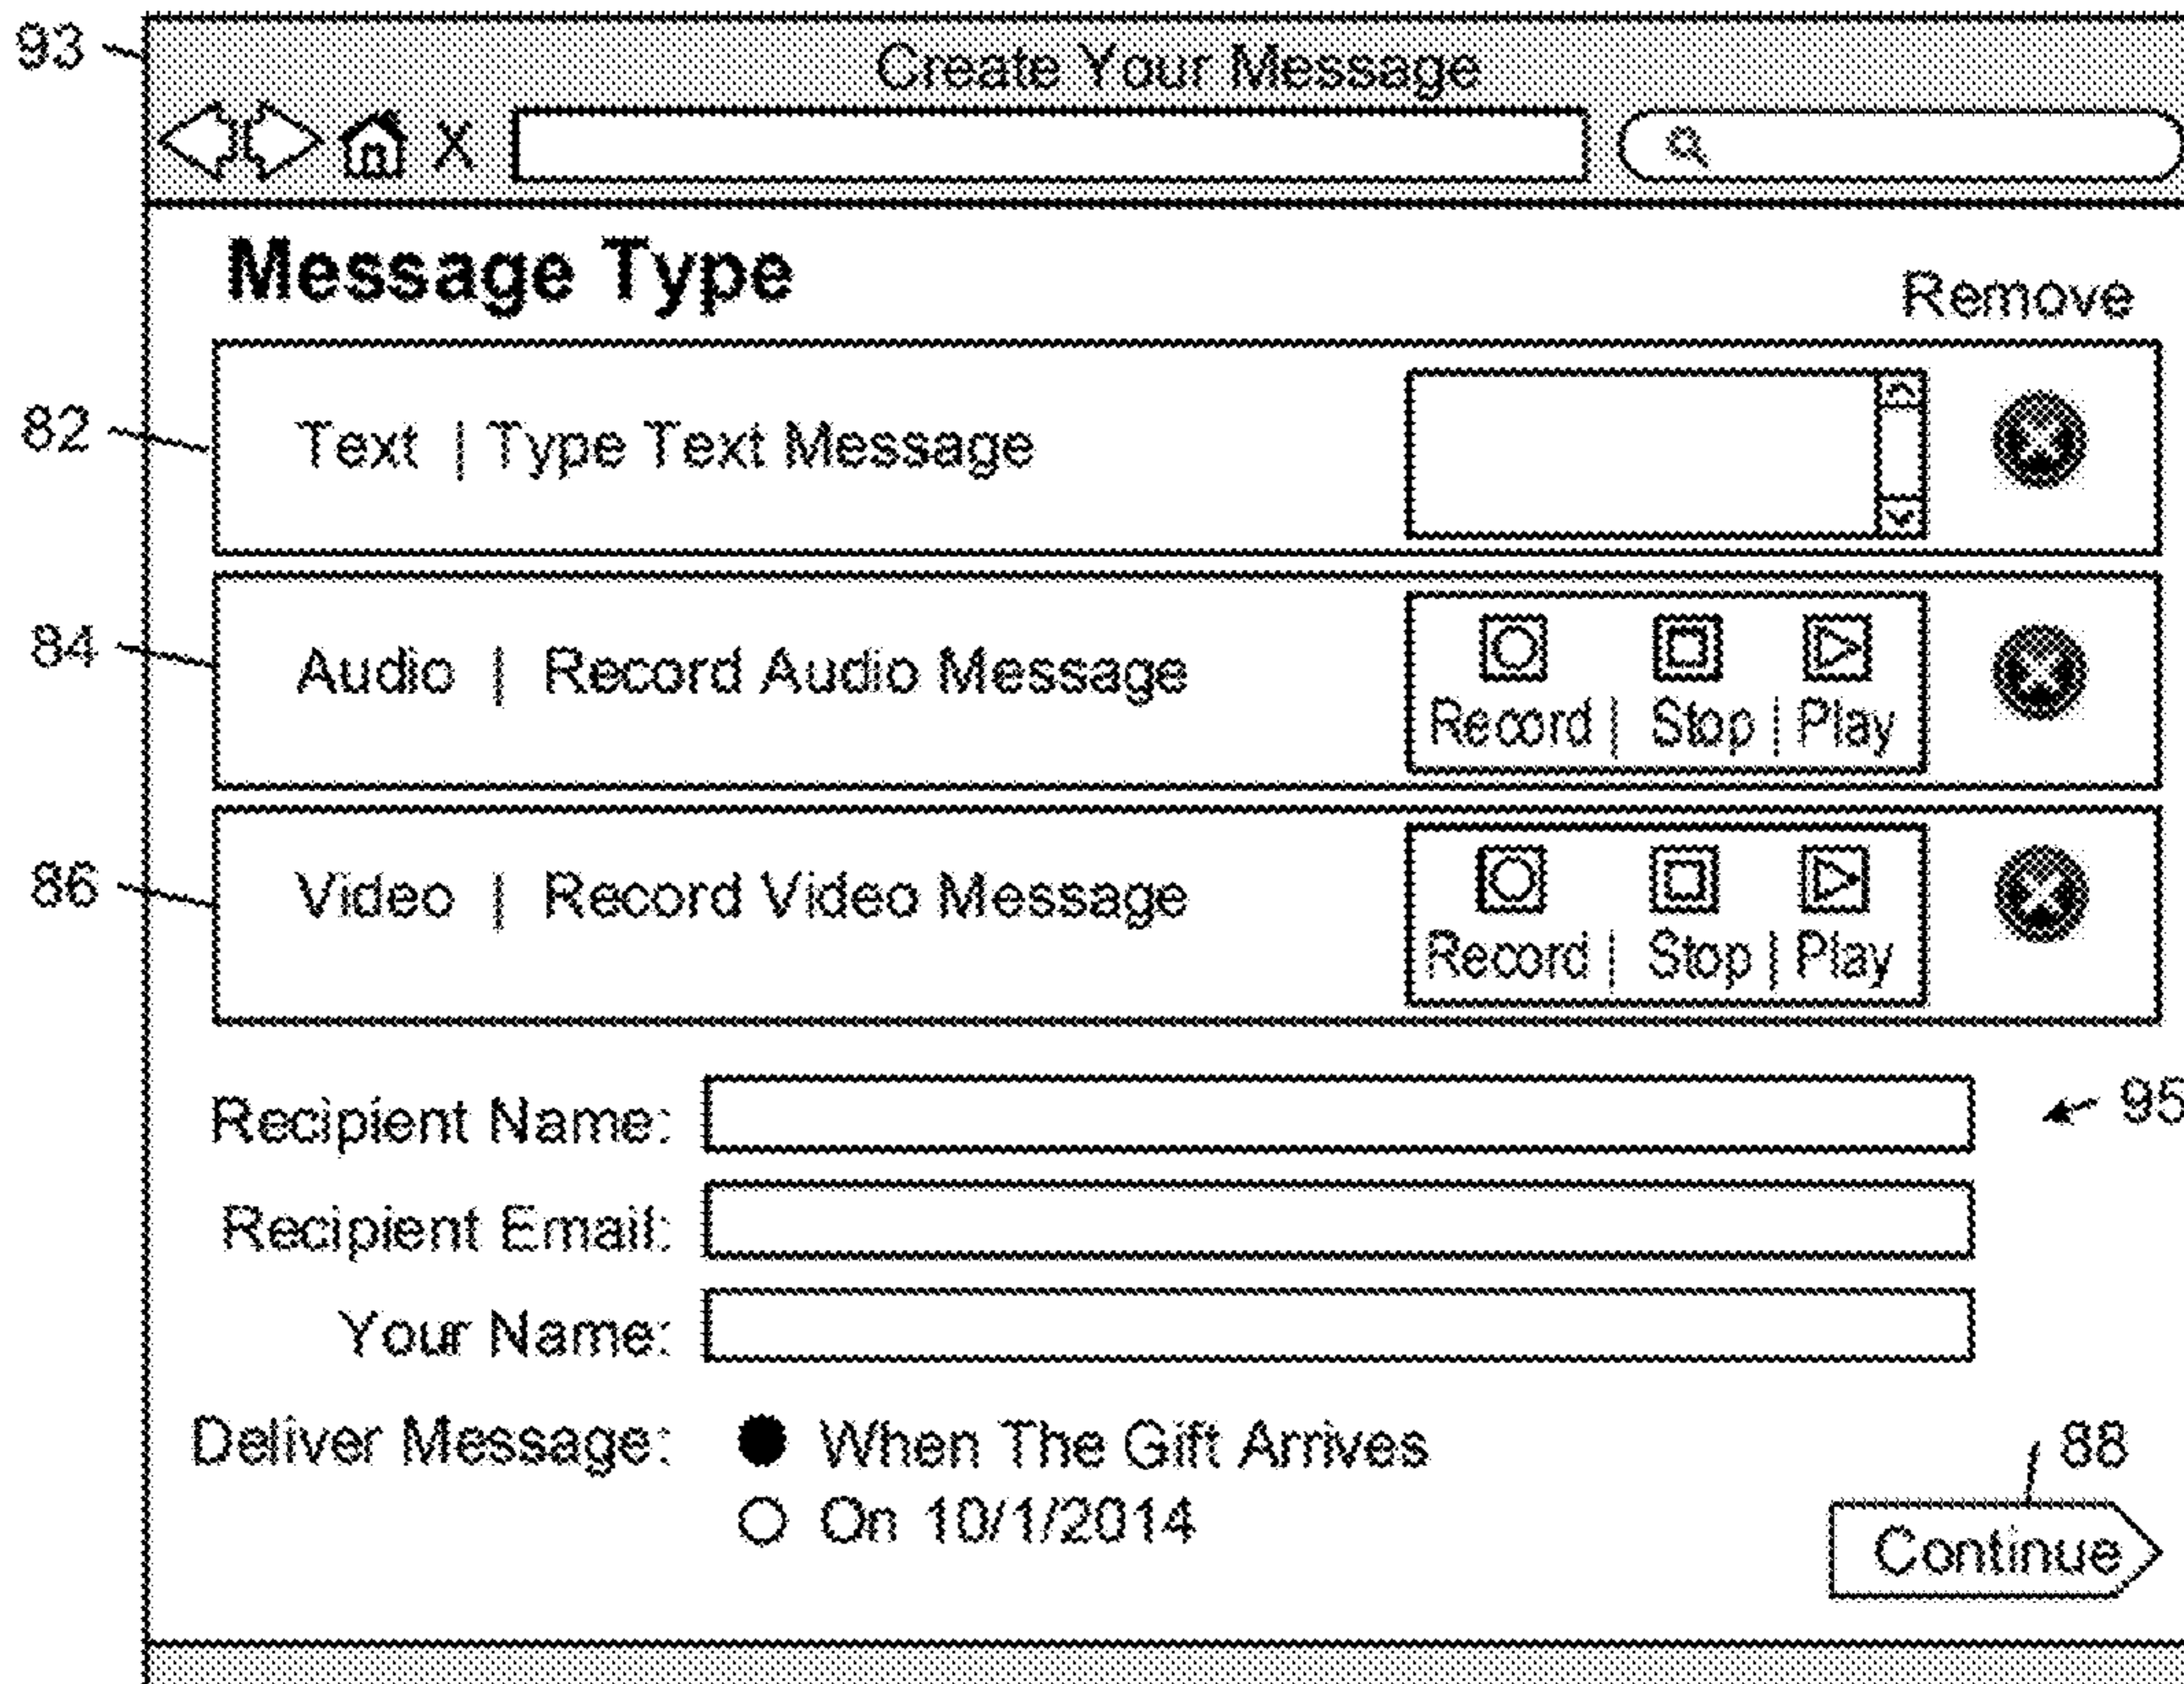 93
Create Your Message
X
Message Type
Remove
82
Text | Type Text Message
84
Audio | Record Audio Message
Record | Stop | Play
86
Video | Record Video Message
Record | Stop | Play
Recipient Name:
95
Recipient Email:
Your Name:
Deliver Message: When The Gift Arrives
88
On 10/1/2014
Continue